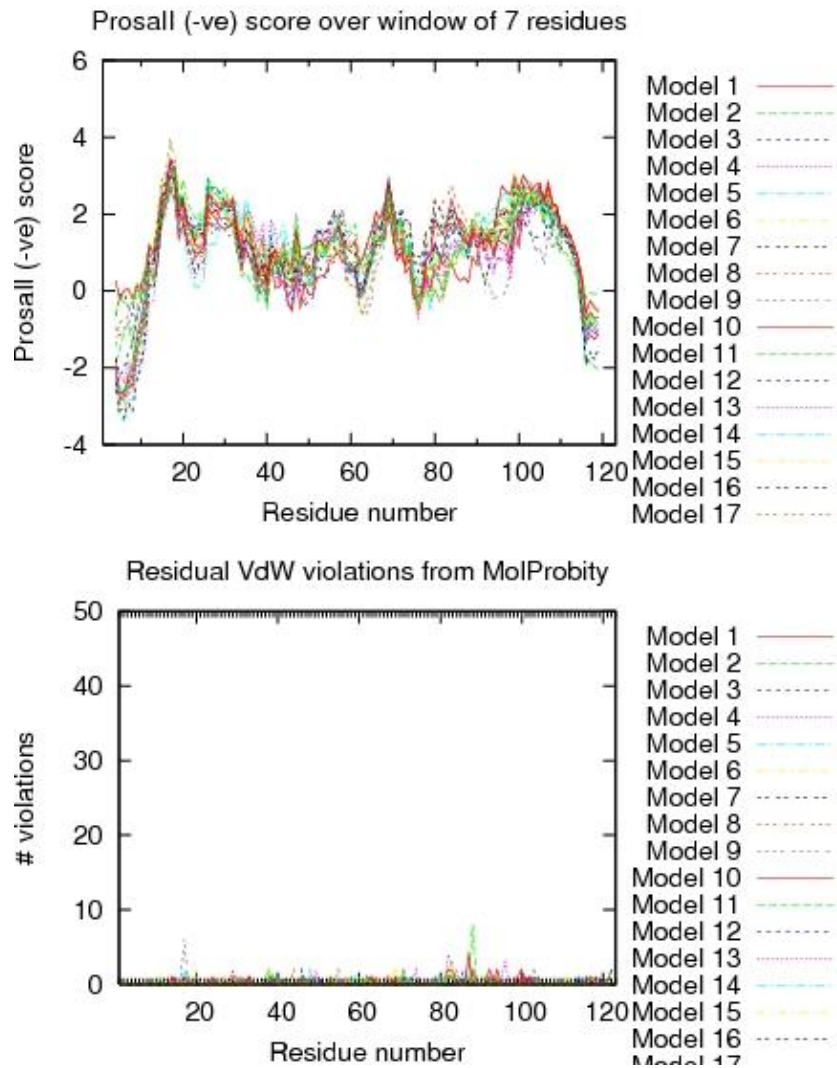 ProsaII (-ve) score over window of 7 residues
6
4
2
0
-2
-4
ProsaII (-ve) score
20
40
60
80
100
120
Residue number
Model 1
Model 2
Model 3
Model 4
Model 5
Model 6
Model 7
Model 8
Model 9
Model 10
Model 11
Model 12
Model 13
Model 14
Model 15
Model 16
Model 17
Residual VdW violations from MolProbity
50
40
30
20
10
0
# violations
20
40
60
80
100
120
Residue number
Model 1
Model 2
Model 3
Model 4
Model 5
Model 6
Model 7
Model 8
Model 9
Model 10
Model 11
Model 12
Model 13
Model 14
Model 15
Model 16
Model 17